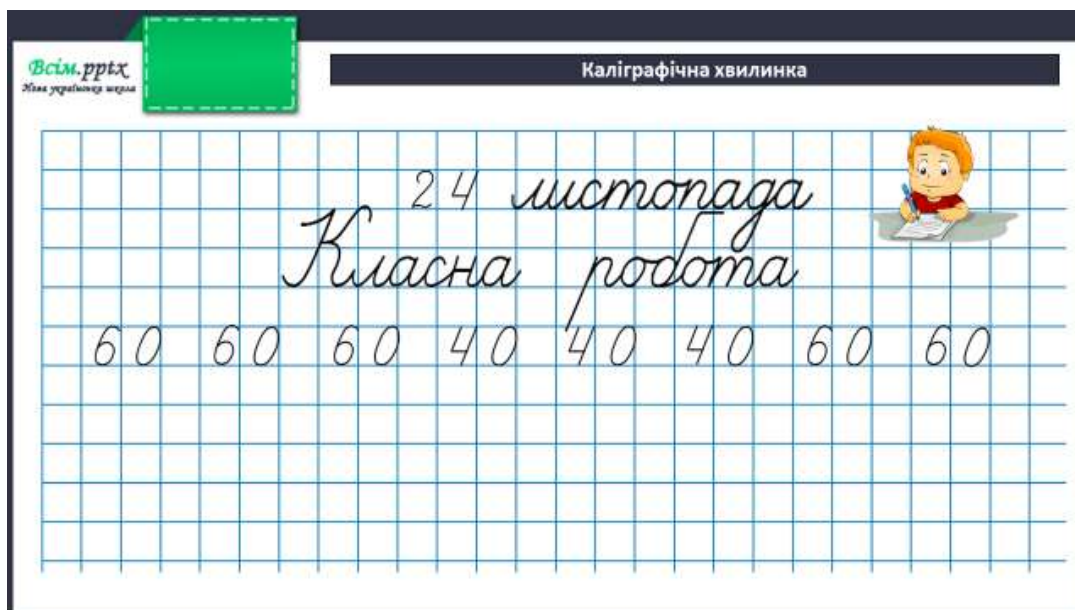 Всім.pptx
Нова українська школа
Каліграфічна хвилинка
24 листопада
Класна робота
60 60 60 40 40 40 60 60